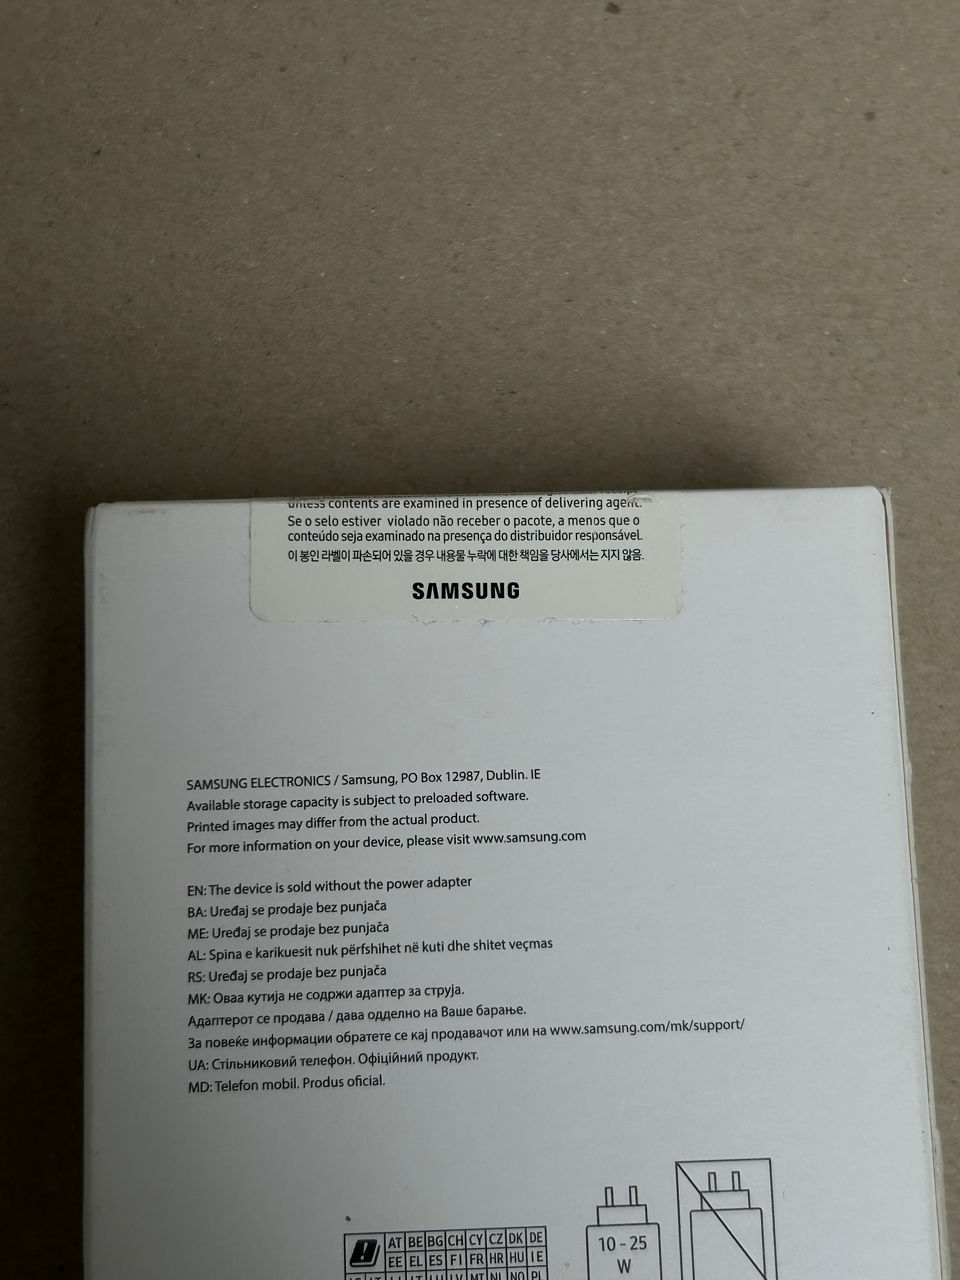 unless contents are examined in presence of delivering agent.
Se o selo estiver violado não receber o pacote, a menos que o
conteúdo seja examinado na presença do distribuidor responsável.
이 봉인 라벨이 파손되어 있을 경우 내용물 누락에 대한 책임을 당사에서는 지지 않음.
SAMSUNG
SAMSUNG ELECTRONICS / Samsung, PO Box 12987, Dublin. IE
Available storage capacity is subject to preloaded software.
Printed images may differ from the actual product.
For more information on your device, please visit www.samsung.com
EN: The device is sold without the power adapter
BA: Uređaj se prodaje bez punjača
ME: Uređaj se prodaje bez punjača
AL: Spina e karikuesit nuk përfshihet në kuti dhe shitet veçmas
RS: Uređaj se prodaje bez punjača
MK: Оваа кутија не содржи адаптер за струја.
Адаптерот се продава / дава одделно на Ваше барање.
За повеќе информации обратете се кај продавачот или на www.samsung.com/mk/support/
UA: Стільниковий телефон. Офіційний продукт.
MD: Telefon mobil. Produs oficial.
AT BE BG CH CY CZ DK DE
EE EL ES FI FR HR HU IE
MT NL NO PL
10 - 25
W